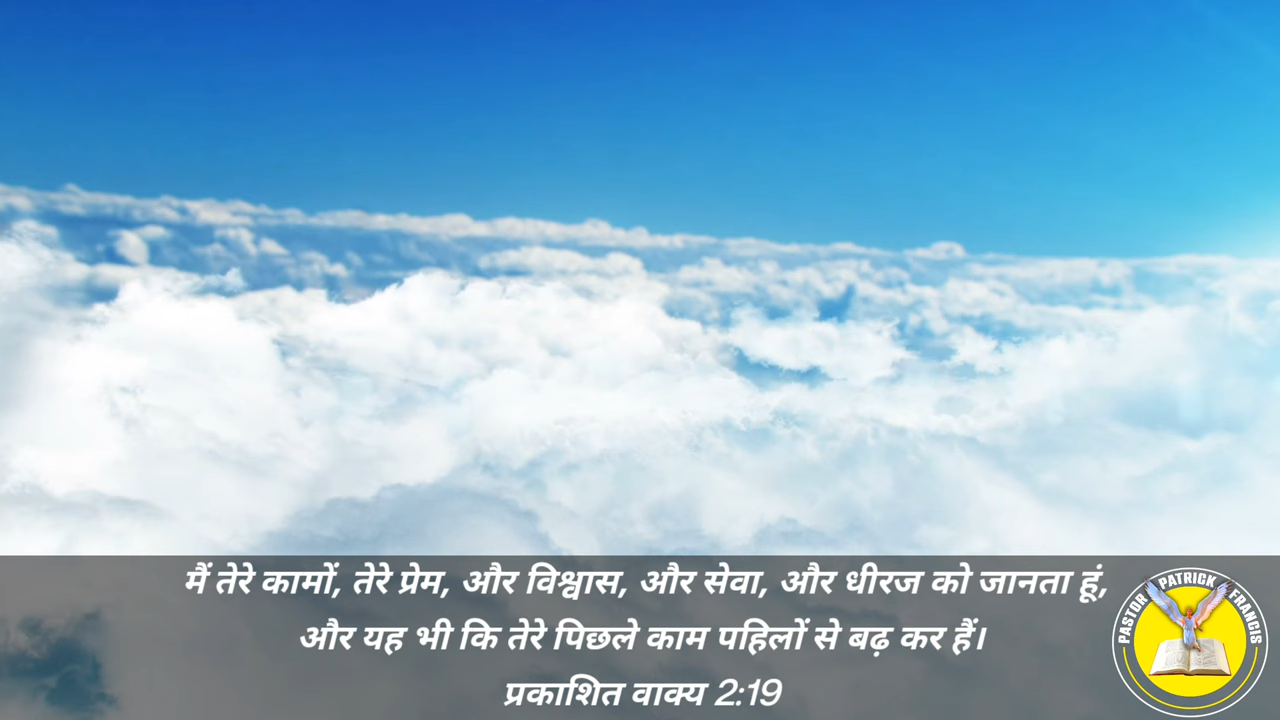 मैं तेरे कामों, तेरे प्रेम, और विश्वास, और सेवा, और धीरज को जानता हूं,
और यह भी कि तेरे पिछले काम पहिलों से बढ़ कर हैं।
प्रकाशित वाक्य 2:19
PASTOR PATRICK FRANCIS